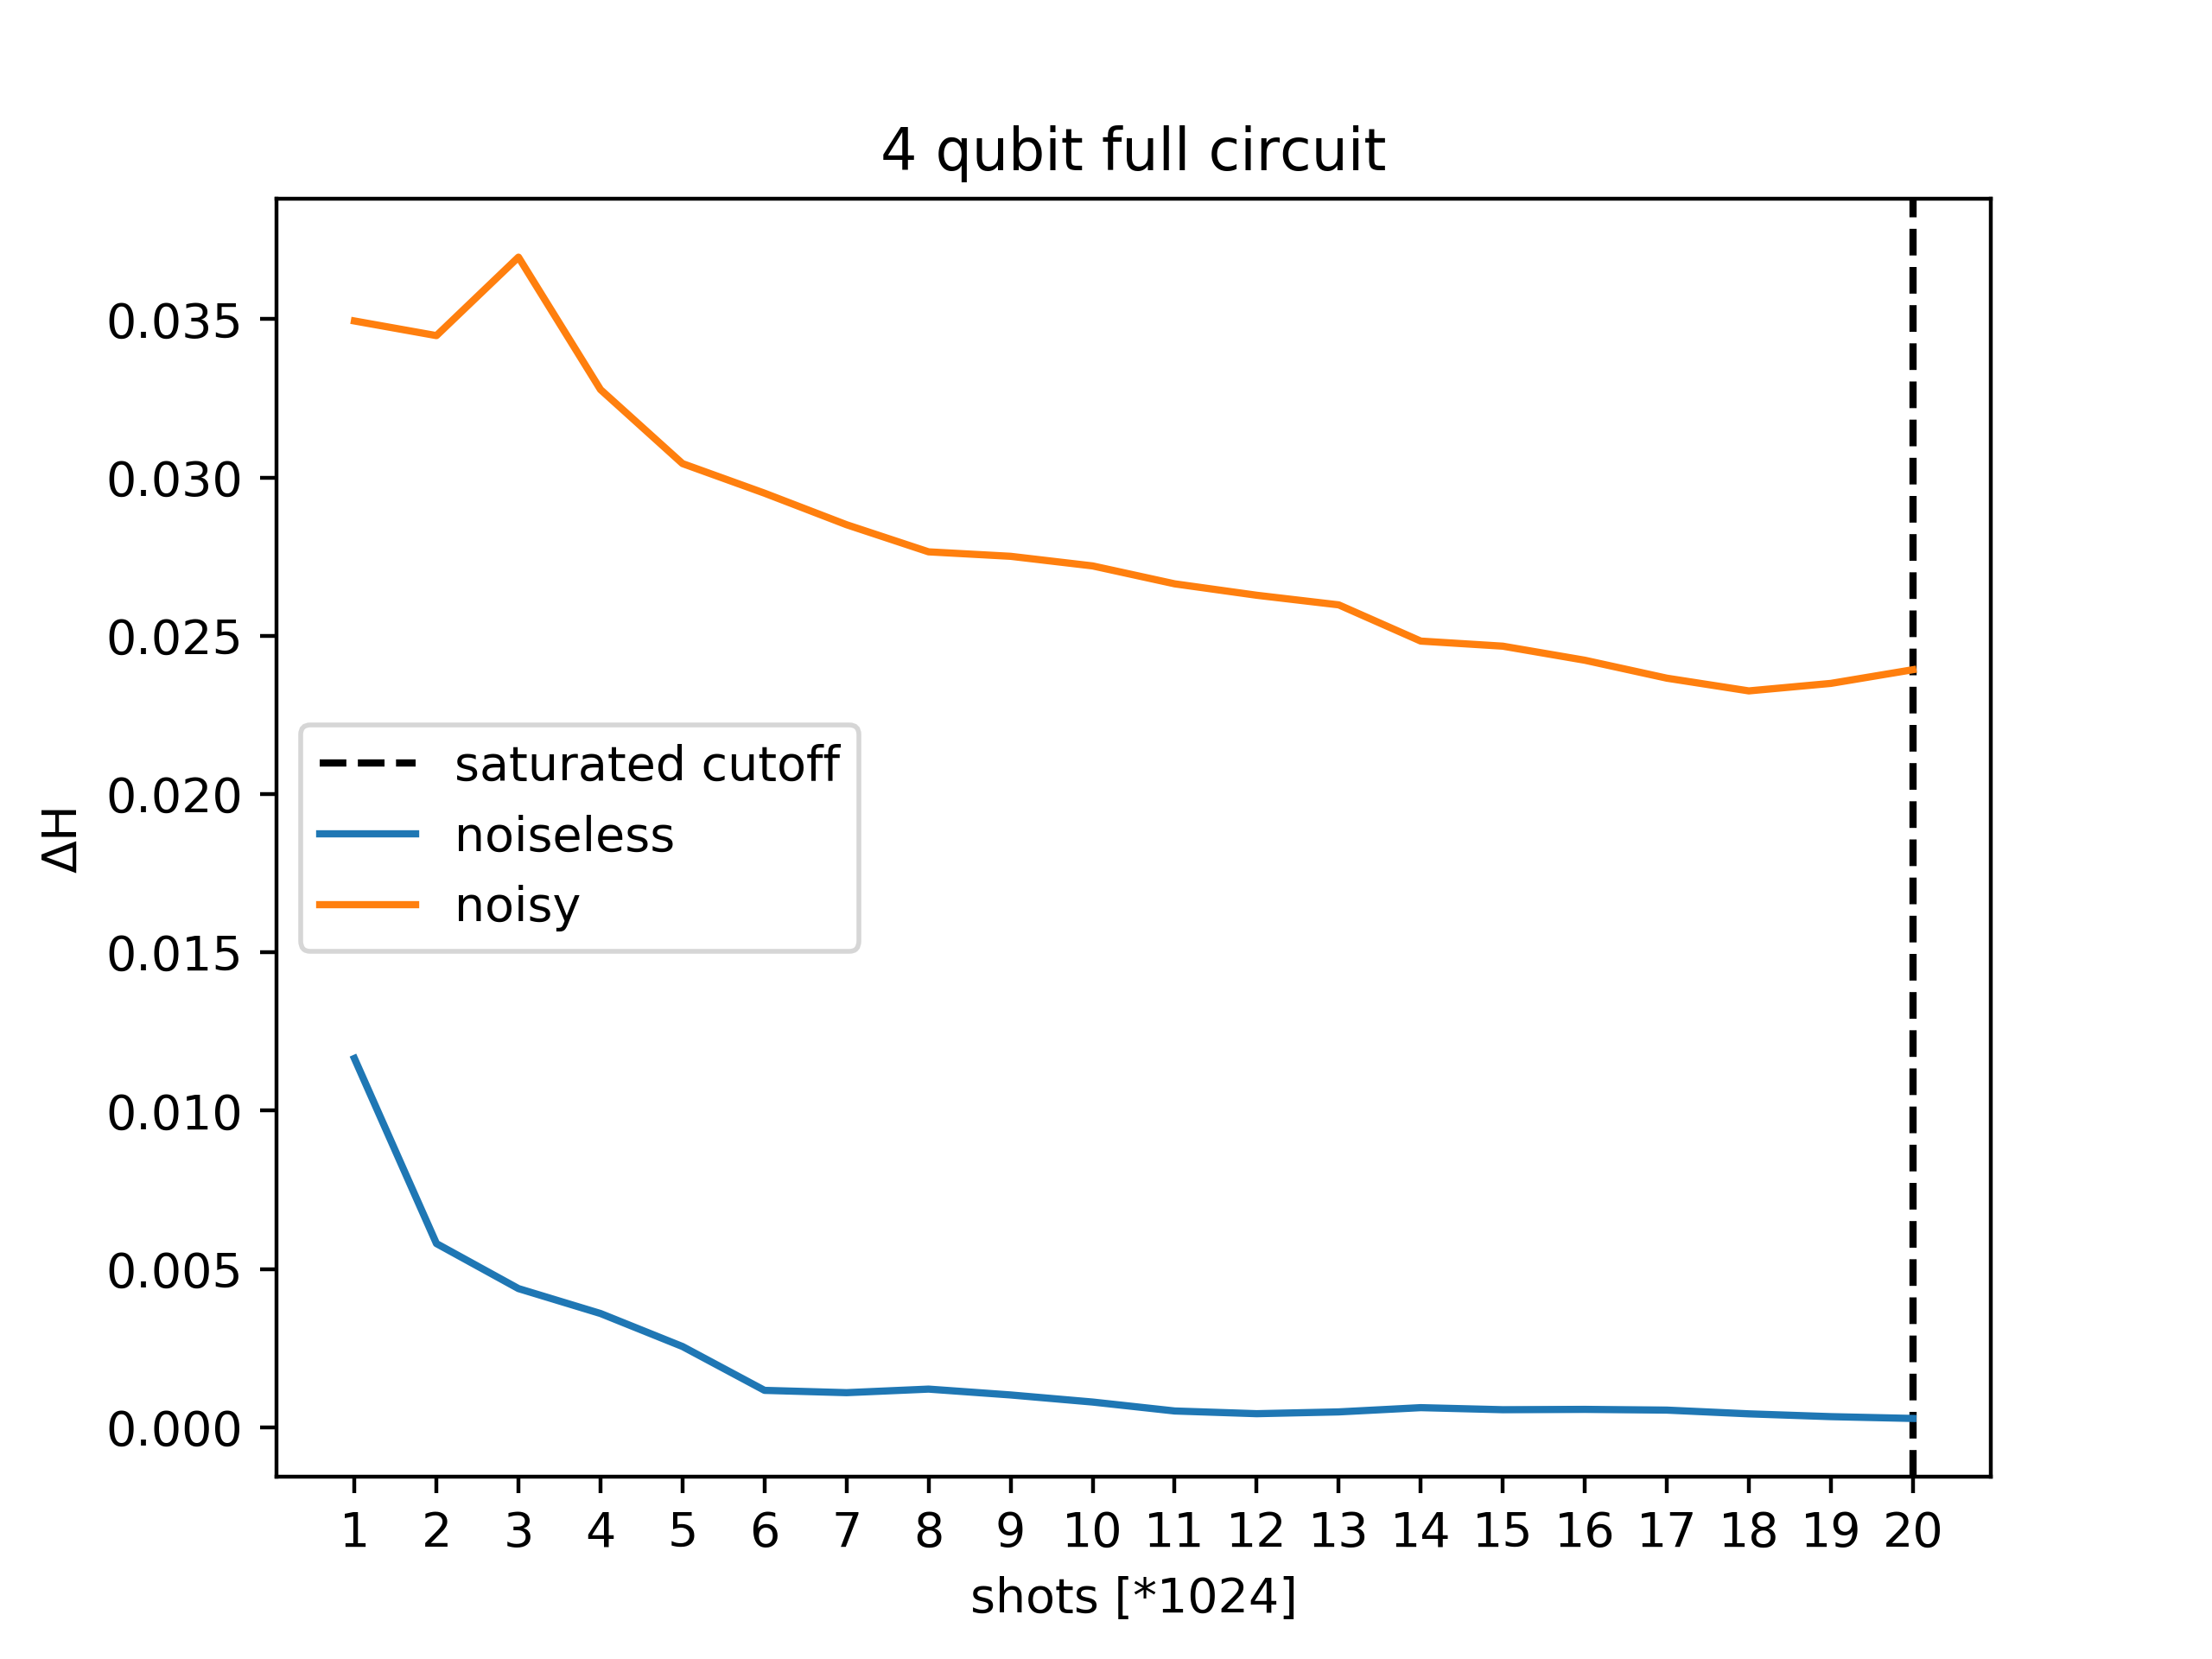 4 qubit full circuit
0.035
0.030
0.025
0.020
0.015
0.010
0.005
0.000
ΔH
saturated cutoff
noiseless
noisy
1 2 3 4 5 6 7 8 9 10 11 12 13 14 15 16 17 18 19 20
shots [*1024]